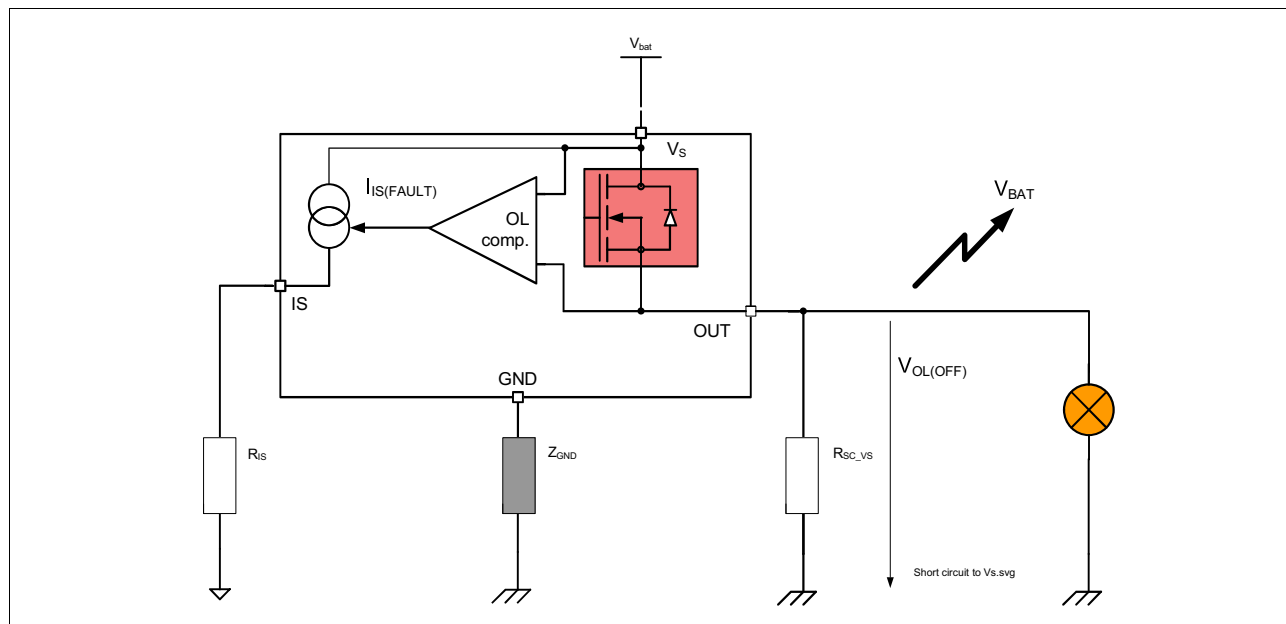 Vbat
VS
IIS(FAULT)
OL
comp.
VBAT
IS
OUT
VOL(OFF)
GND
RIS
ZGND
RSC_VS
Short circuit to Vs.svg